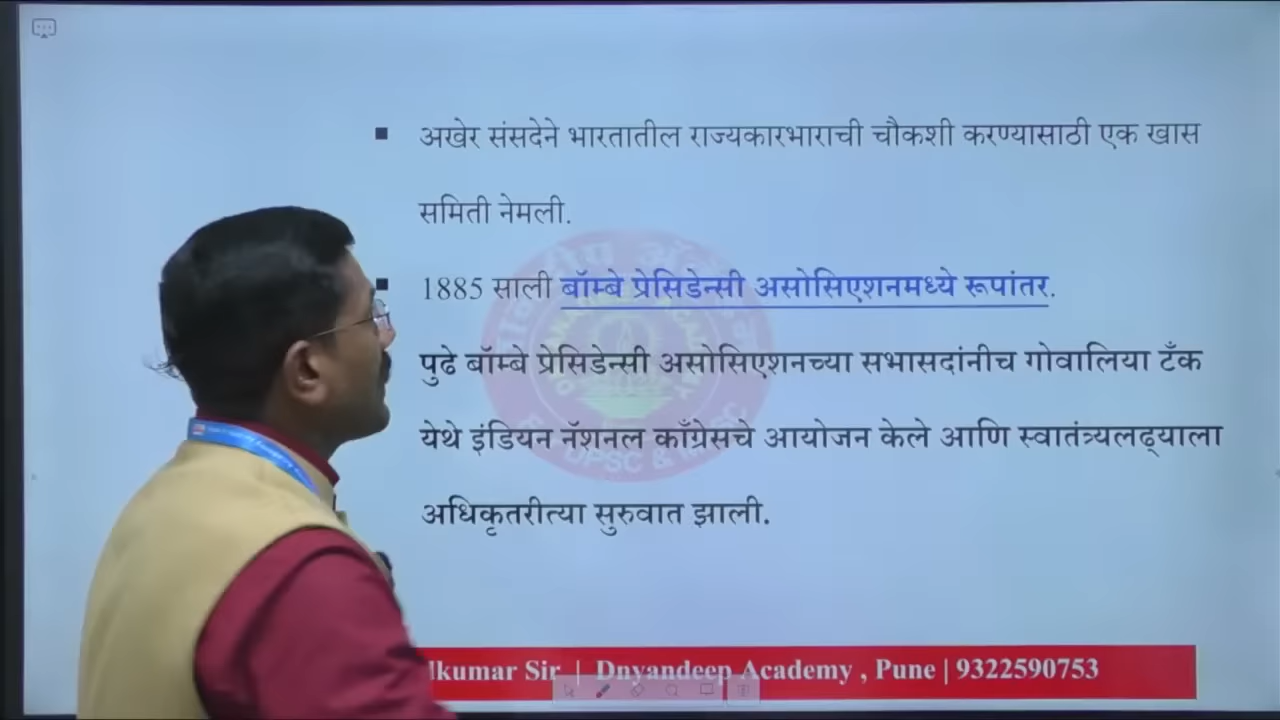 अखेर संसदेने भारतातील राज्यकारभाराची चौकशी करण्यासाठी एक खास
समिती नेमली.
1885 साली बॉम्बे प्रेसिडेन्सी असोसिएशनमध्ये रूपांतर.
पुढे बॉम्बे प्रेसिडेन्सी असोसिएशनच्या सभासदांनीच गोवालिया टँक
येथे इंडियन नॅशनल काँग्रेसचे आयोजन केले आणि स्वातंत्र्यलढ्याला
अधिकृतरीत्या सुरुवात झाली.
lkumar Sir | Dnyandeep Academy , Pune | 9322590753